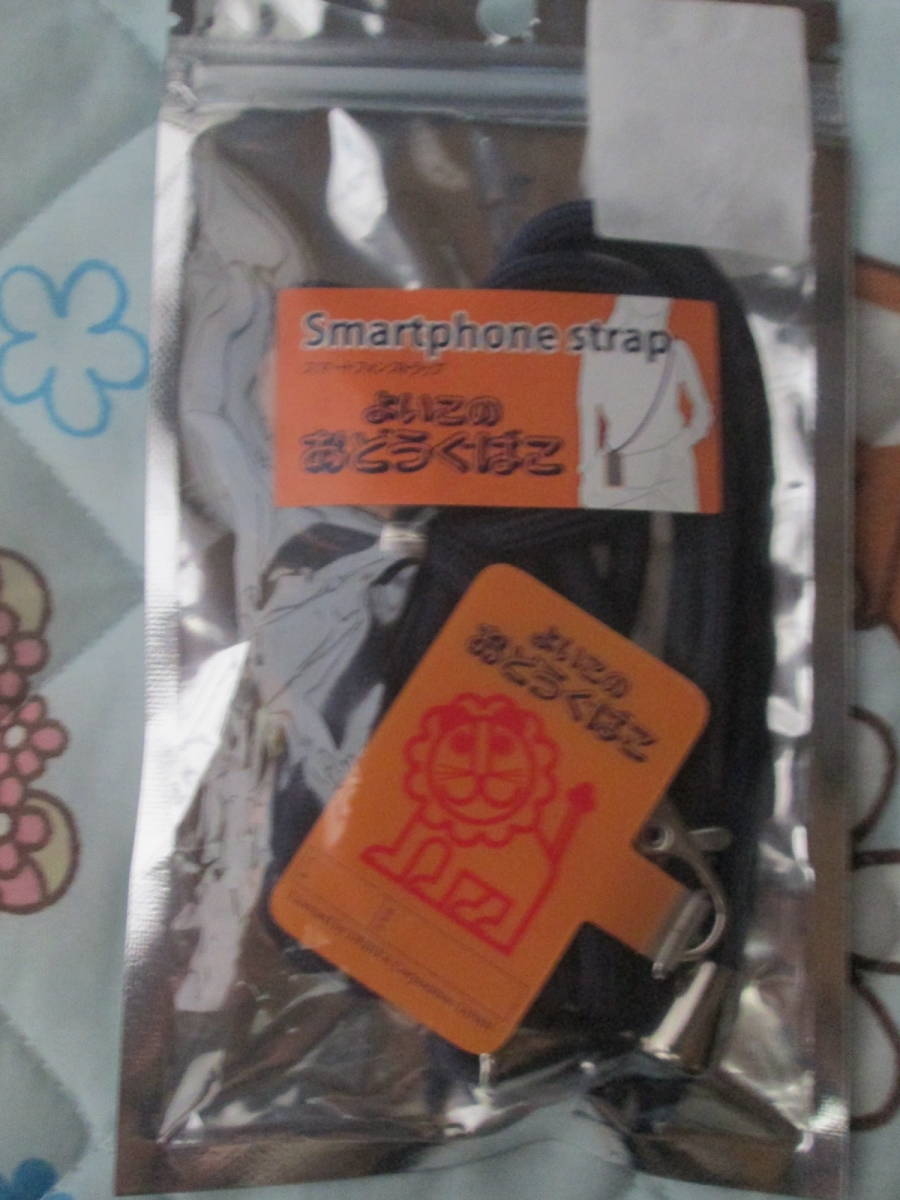 Smartphone strap
スマートフォンストラップ
よいこの
おどうぐばこ
よいこの
おどうぐばこ